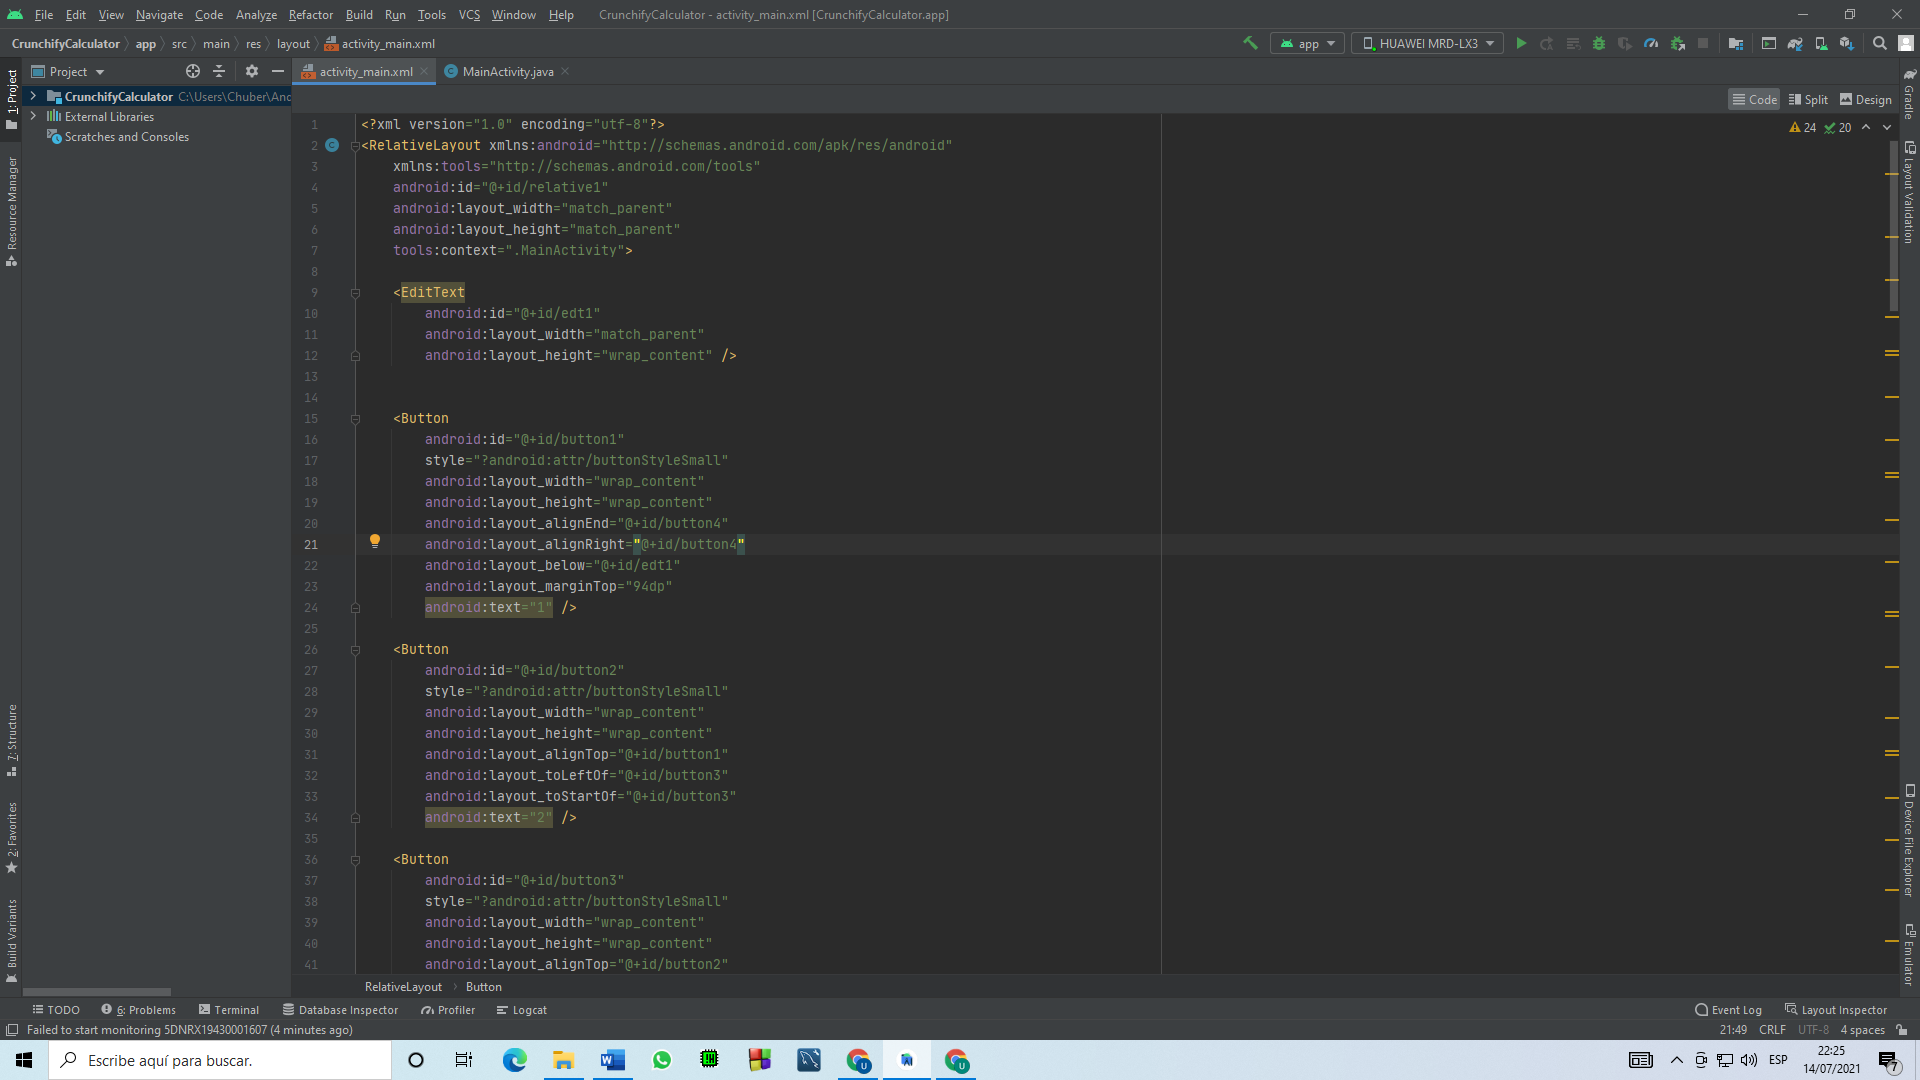 File Edit View Navigate Code Analyze Refactor Build Run Tools VCS Window Help CrunchifyCalculator - activity_main.xml [CrunchifyCalculator.app]
CrunchifyCalculator app src main res layout activity_main.xml app HUAWEI MRD-LX3
Project activity_main.xml MainActivity.java
CrunchifyCalculator C:\Users\Chuber\And
External Libraries
Scratches and Consoles
Code Split Design
24 20
1 <?xml version="1.0" encoding="utf-8"?>
2 <RelativeLayout xmlns:android="http://schemas.android.com/apk/res/android"
3 xmlns:tools="http://schemas.android.com/tools"
4 android:id="@+id/relative1"
5 android:layout_width="match_parent"
6 android:layout_height="match_parent"
7 tools:context=".MainActivity">
8
9 <EditText
10 android:id="@+id/edt1"
11 android:layout_width="match_parent"
12 android:layout_height="wrap_content" />
13
14
15 <Button
16 android:id="@+id/button1"
17 style="?android:attr/buttonStyleSmall"
18 android:layout_width="wrap_content"
19 android:layout_height="wrap_content"
20 android:layout_alignEnd="@+id/button4"
21 android:layout_alignRight="@+id/button4"
22 android:layout_below="@+id/edt1"
23 android:layout_marginTop="94dp"
24 android:text="1" />
25
26 <Button
27 android:id="@+id/button2"
28 style="?android:attr/buttonStyleSmall"
29 android:layout_width="wrap_content"
30 android:layout_height="wrap_content"
31 android:layout_alignTop="@+id/button1"
32 android:layout_toLeftOf="@+id/button3"
33 android:layout_toStartOf="@+id/button3"
34 android:text="2" />
35
36 <Button
37 android:id="@+id/button3"
38 style="?android:attr/buttonStyleSmall"
39 android:layout_width="wrap_content"
40 android:layout_height="wrap_content"
41 android:layout_alignTop="@+id/button2"
RelativeLayout Button
1: Project
Resource Manager
7: Structure
2: Favorites
Build Variants
Gradle
Layout Validation
Device File Explorer
Emulator
TODO 6: Problems Terminal Database Inspector Profiler Logcat Event Log Layout Inspector
Failed to start monitoring 5DNRX19430001607 (4 minutes ago) 21:49 CRLF UTF-8 4 spaces
Escribe aquí para buscar. ESP 22:25
14/07/2021 7